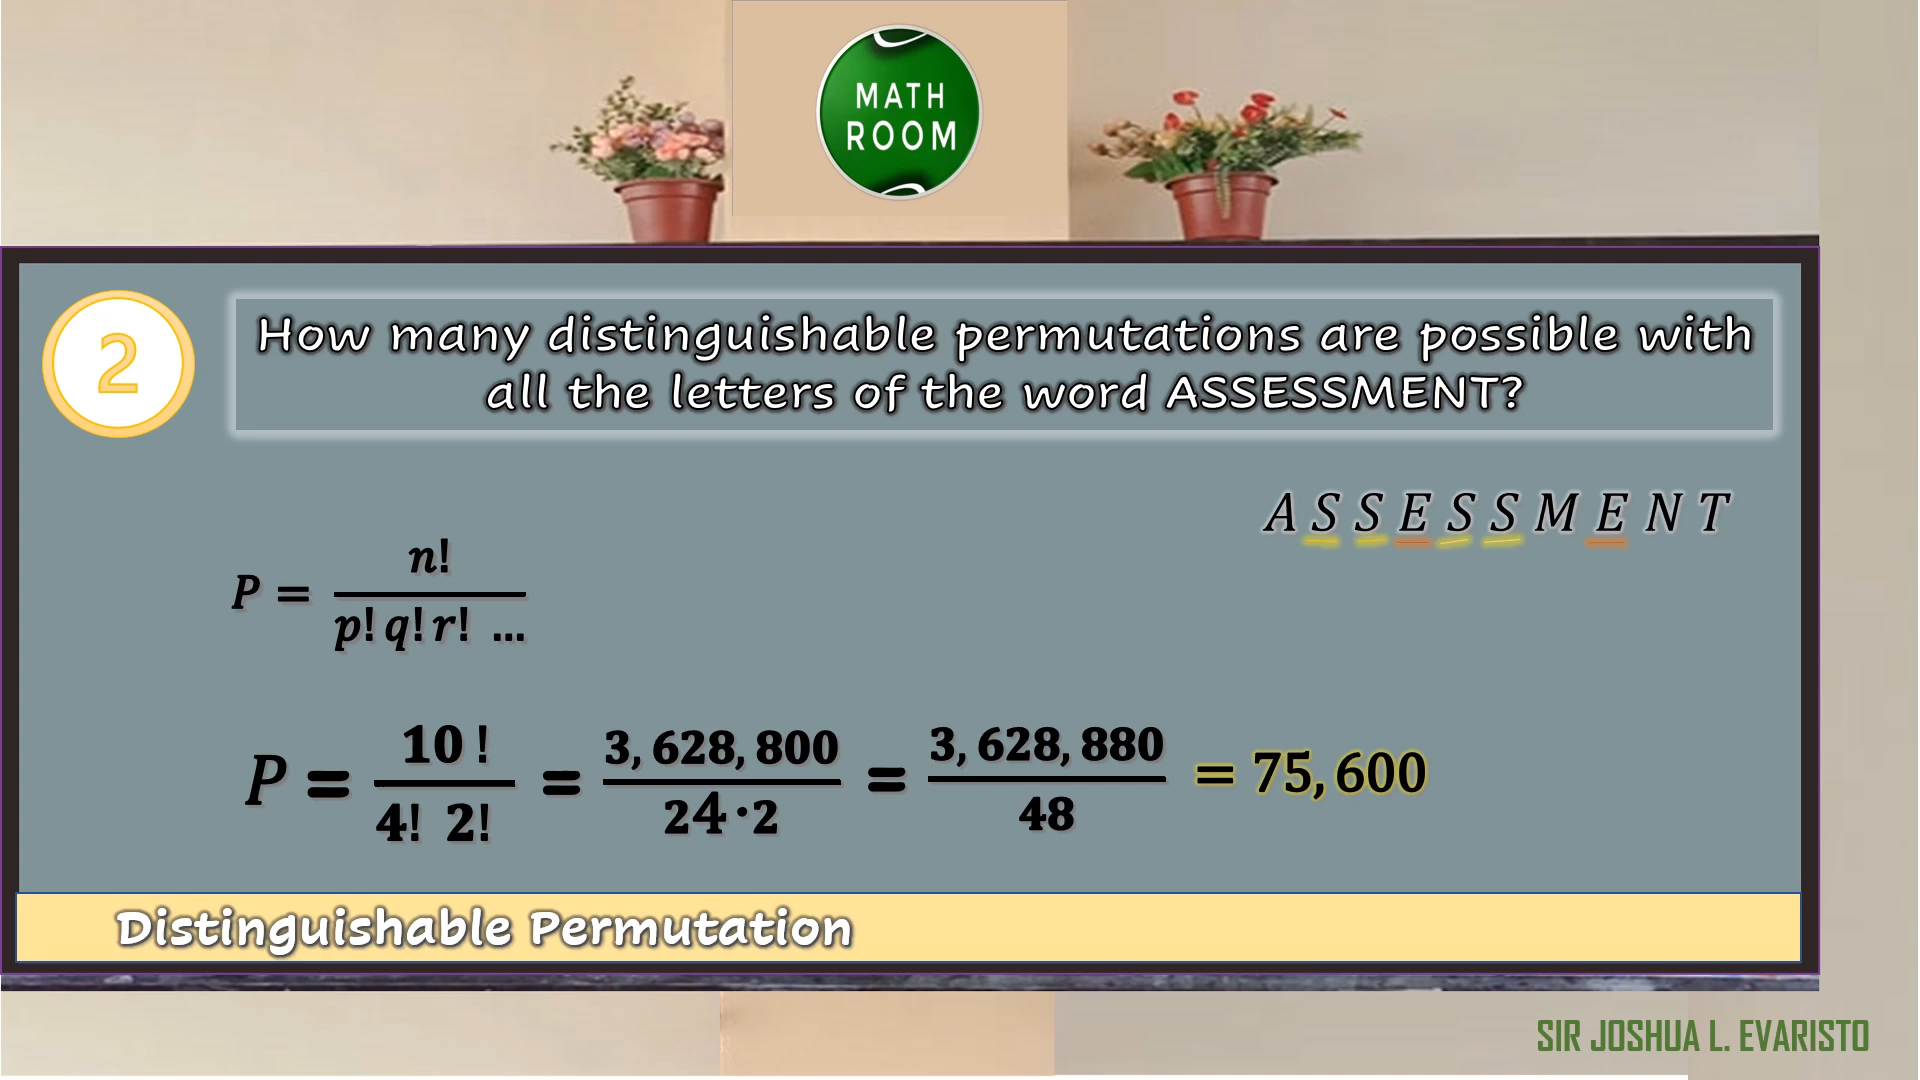 MATH
ROOM
2
How many distinguishable permutations are possible with
all the letters of the word ASSESSMENT?
A S S E S S M E N T
P = n! / p! q! r! ...
P = 10 ! / 4! 2! = 3, 628, 800 / 24 · 2 = 3, 628, 880 / 48 = 75, 600
Distinguishable Permutation
SIR JOSHUA L. EVARISTO